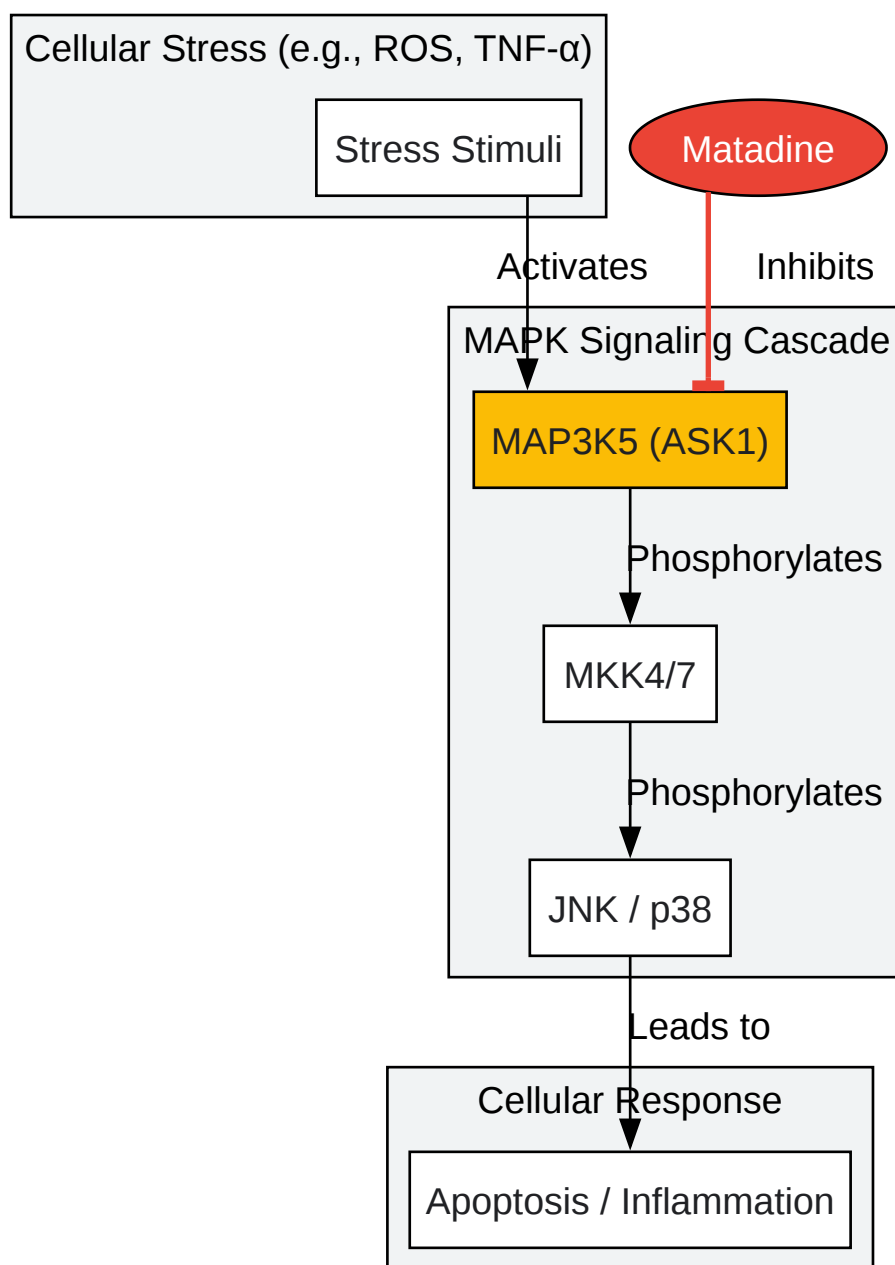 Cellular Stress (e.g., ROS, TNF-α)
Stress Stimuli
Matadine
Activates
Inhibits
MAPK Signaling Cascade
MAP3K5 (ASK1)
Phosphorylates
MKK4/7
Phosphorylates
JNK / p38
Leads to
Cellular Response
Apoptosis / Inflammation